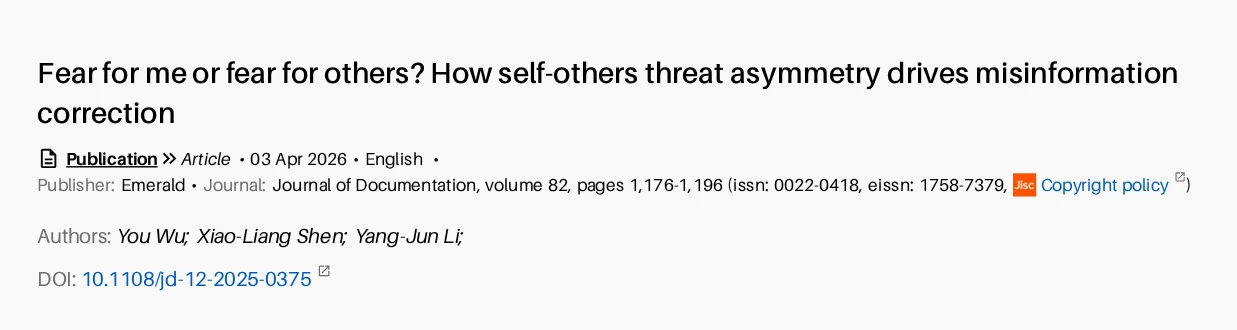 Fear for me or fear for others? How self-others threat asymmetry drives misinformation
correction
Publication Article • 03 Apr 2026 • English •
Publisher: Emerald • Journal: Journal of Documentation, volume 82, pages 1,176-1,196 (issn: 0022-0418, eissn: 1758-7379, Jisc Copyright policy )
Authors: You Wu; Xiao-Liang Shen; Yang-Jun Li;
DOI: 10.1108/jd-12-2025-0375